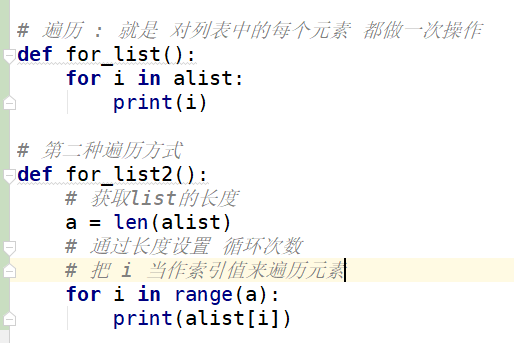 # 遍历 : 就是 对列表中的每个元素 都做一次操作
def for_list():
    for i in alist:
        print(i)
# 第二种遍历方式
def for_list2():
    # 获取list的长度
    a = len(alist)
    # 通过长度设置 循环次数
    # 把 i 当作索引值来遍历元素
    for i in range(a):
        print(alist[i])